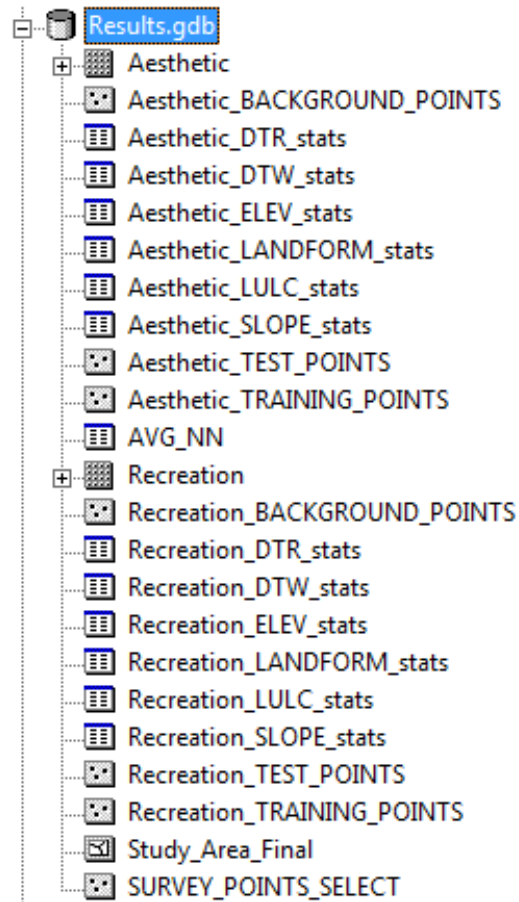 Results.gdb
Aesthetic
Aesthetic_BACKGROUND_POINTS
Aesthetic_DTR_stats
Aesthetic_DTW_stats
Aesthetic_ELEV_stats
Aesthetic_LANDFORM_stats
Aesthetic_LULC_stats
Aesthetic_SLOPE_stats
Aesthetic_TEST_POINTS
Aesthetic_TRAINING_POINTS
AVG_NN
Recreation
Recreation_BACKGROUND_POINTS
Recreation_DTR_stats
Recreation_DTW_stats
Recreation_ELEV_stats
Recreation_LANDFORM_stats
Recreation_LULC_stats
Recreation_SLOPE_stats
Recreation_TEST_POINTS
Recreation_TRAINING_POINTS
Study_Area_Final
SURVEY_POINTS_SELECT